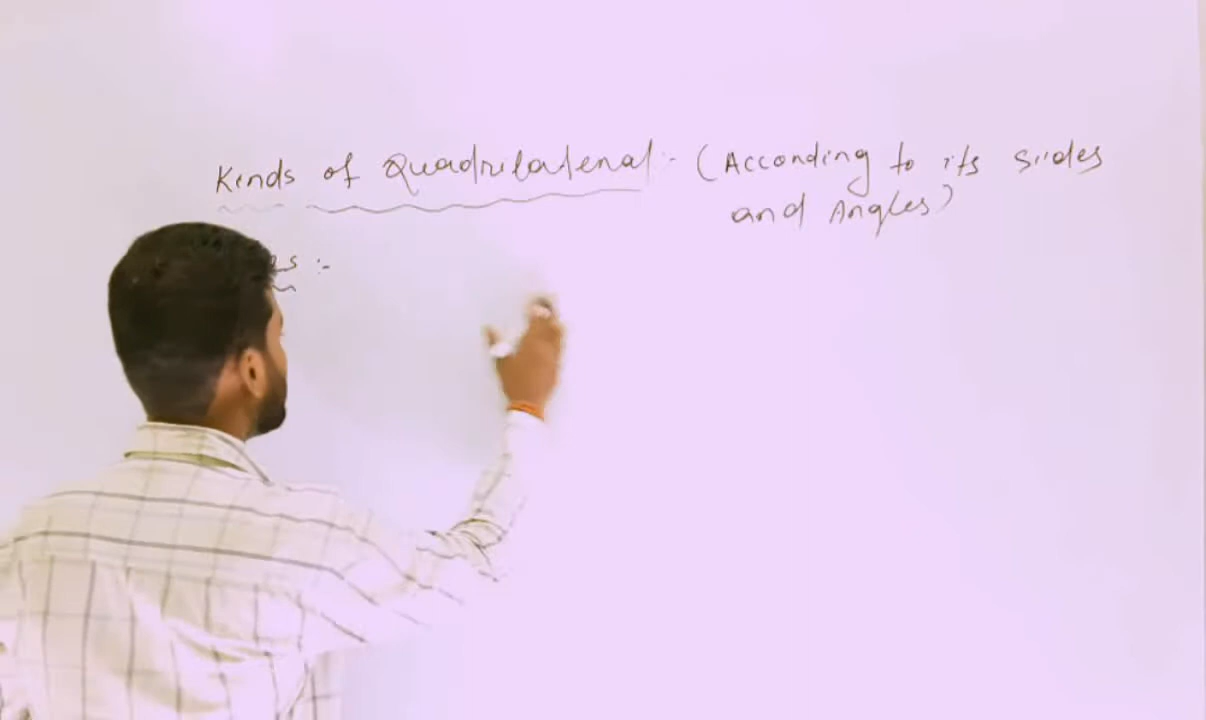 Kinds of Quadrilateral :- (According to its sides
and Angles)